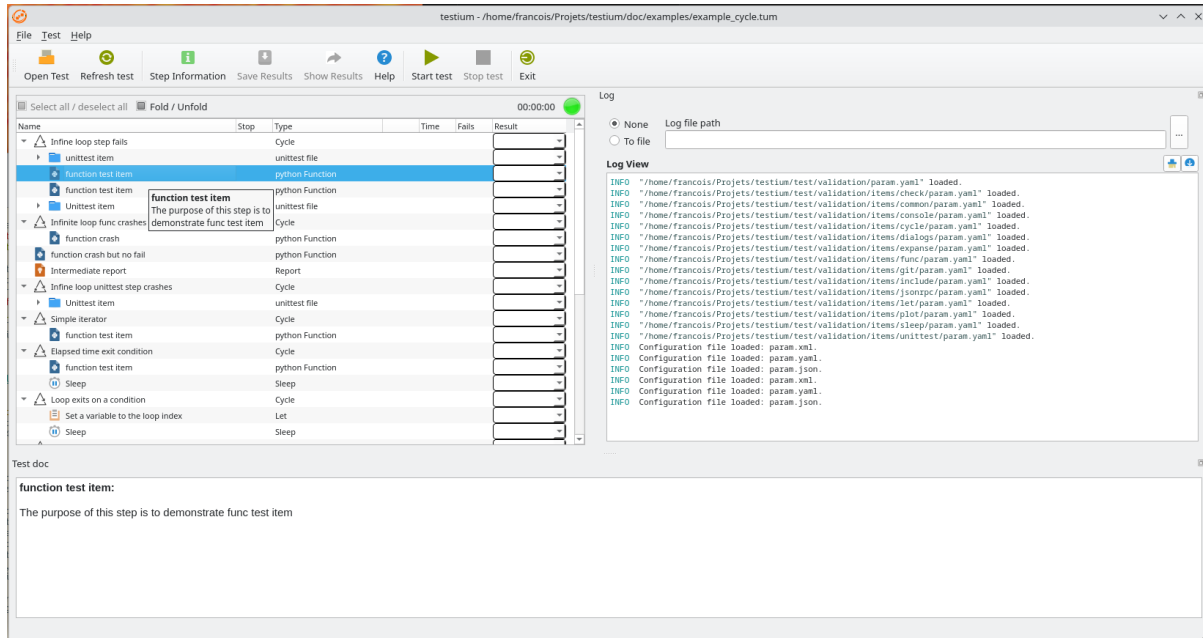 testium - /home/francois/Projets/testium/doc/examples/example_cycle.tum
File Test Help
Open Test Refresh test Step Information Save Results Show Results Help Start test Stop test Exit
Select all / deselect all Fold / Unfold 00:00:00
Name Stop Type Time Fails Result
Infine loop step fails Cycle
unittest item unittest file
function test item python Function
function test item python Function
Unittest item unittest file
Infinite loop func crashes Cycle
function test item
The purpose of this step is to
demonstrate func test item
function crash python Function
function crash but no fail python Function
Intermediate report Report
Infine loop unittest step crashes Cycle
Unittest item unittest file
Simple iterator Cycle
function test item python Function
Elapsed time exit condition Cycle
function test item python Function
Sleep Sleep
Loop exits on a condition Cycle
Set a variable to the loop index Let
Sleep Sleep
Log
None Log file path
To file ...
Log View
INFO "/home/francois/Projets/testium/test/validation/param.yaml" loaded.
INFO "/home/francois/Projets/testium/test/validation/items/check/param.yaml" loaded.
INFO "/home/francois/Projets/testium/test/validation/items/common/param.yaml" loaded.
INFO "/home/francois/Projets/testium/test/validation/items/console/param.yaml" loaded.
INFO "/home/francois/Projets/testium/test/validation/items/cycle/param.yaml" loaded.
INFO "/home/francois/Projets/testium/test/validation/items/dialogs/param.yaml" loaded.
INFO "/home/francois/Projets/testium/test/validation/items/expanse/param.yaml" loaded.
INFO "/home/francois/Projets/testium/test/validation/items/func/param.yaml" loaded.
INFO "/home/francois/Projets/testium/test/validation/items/git/param.yaml" loaded.
INFO "/home/francois/Projets/testium/test/validation/items/include/param.yaml" loaded.
INFO "/home/francois/Projets/testium/test/validation/items/jsonrpc/param.yaml" loaded.
INFO "/home/francois/Projets/testium/test/validation/items/let/param.yaml" loaded.
INFO "/home/francois/Projets/testium/test/validation/items/plot/param.yaml" loaded.
INFO "/home/francois/Projets/testium/test/validation/items/sleep/param.yaml" loaded.
INFO "/home/francois/Projets/testium/test/validation/items/unittest/param.yaml" loaded.
INFO Configuration file loaded: param.xml.
INFO Configuration file loaded: param.yaml.
INFO Configuration file loaded: param.json.
INFO Configuration file loaded: param.xml.
INFO Configuration file loaded: param.yaml.
INFO Configuration file loaded: param.json.
Test doc
function test item:
The purpose of this step is to demonstrate func test item